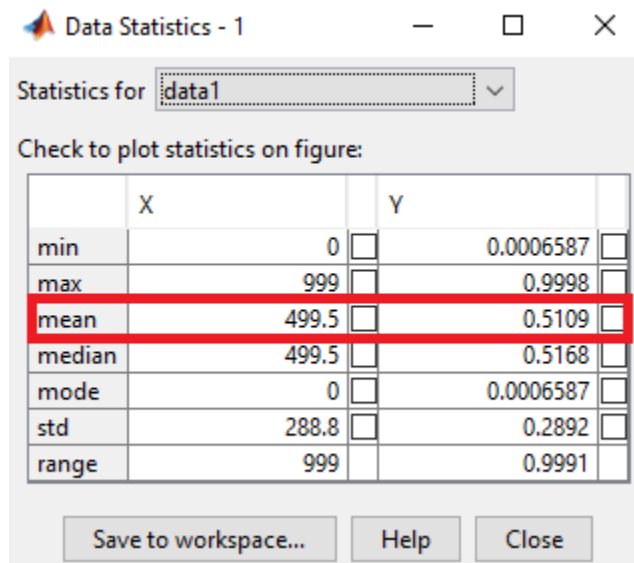 Data Statistics - 1
Statistics for data1
Check to plot statistics on figure:
X Y
min 0 0.0006587
max 999 0.9998
mean 499.5 0.5109
median 499.5 0.5168
mode 0 0.0006587
std 288.8 0.2892
range 999 0.9991
Save to workspace... Help Close